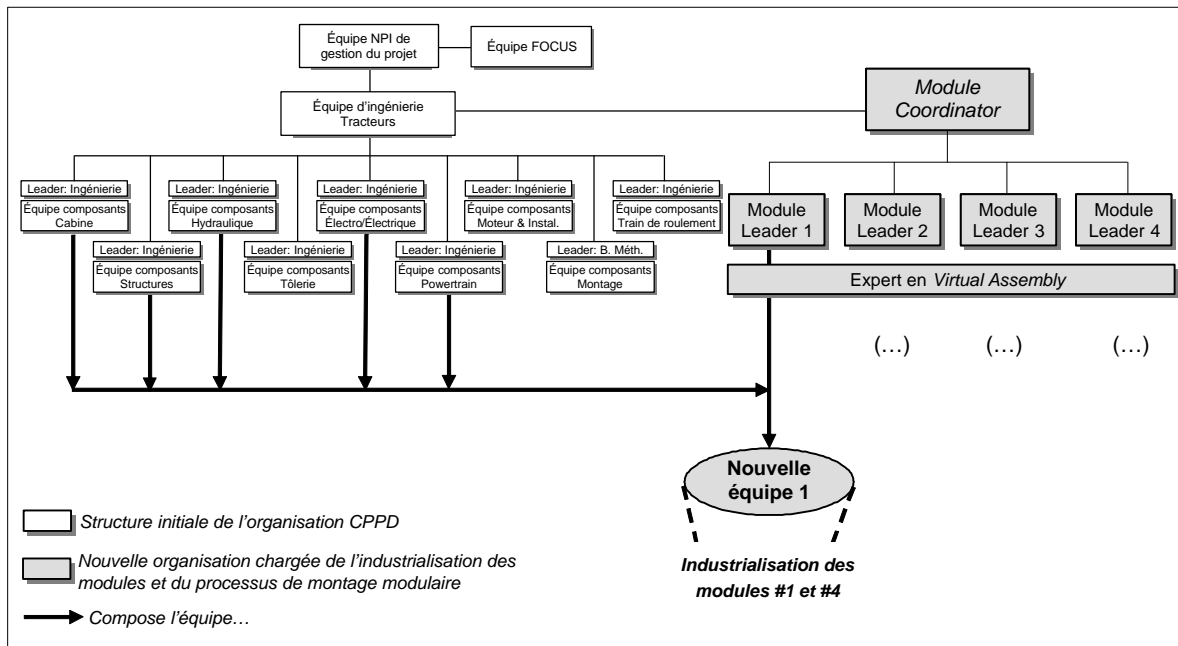 Équipe NPI de
gestion du projet
Équipe FOCUS
Équipe d'ingénierie
Tracteurs
Module
Coordinator
Leader: Ingénierie
Équipe composants
Cabine
Leader: Ingénierie
Équipe composants
Structures
Leader: Ingénierie
Équipe composants
Hydraulique
Leader: Ingénierie
Équipe composants
Tôlerie
Leader: Ingénierie
Équipe composants
Électro/Électrique
Leader: Ingénierie
Équipe composants
Powertrain
Leader: Ingénierie
Équipe composants
Moteur & Instal.
Leader: B. Méth.
Équipe composants
Montage
Leader: Ingénierie
Équipe composants
Train de roulement
Module
Leader 1
Module
Leader 2
Module
Leader 3
Module
Leader 4
Expert en Virtual Assembly
(…)
(…)
(…)
Nouvelle
équipe 1
Industrialisation des
modules #1 et #4
Structure initiale de l'organisation CPPD
Nouvelle organisation chargée de l'industrialisation des
modules et du processus de montage modulaire
Compose l'équipe…